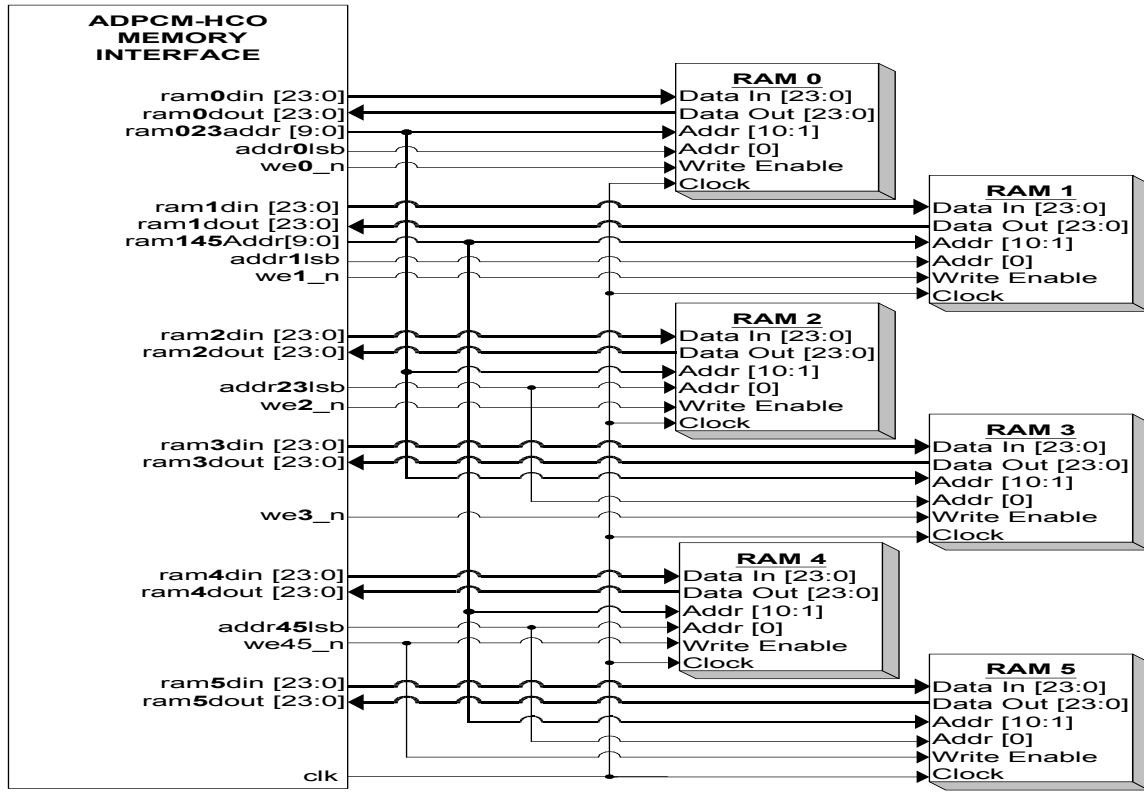 ADPCM-HCO
MEMORY
INTERFACE
ram0din [23:0]
ram0dout [23:0]
ram023addr [9:0]
addr0lsb
we0_n
RAM 0
Data In [23:0]
Data Out [23:0]
Addr [10:1]
Addr [0]
Write Enable
Clock
ram1din [23:0]
ram1dout [23:0]
ram145Addr[9:0]
addr1lsb
we1_n
RAM 1
Data In [23:0]
Data Out [23:0]
Addr [10:1]
Addr [0]
Write Enable
Clock
ram2din [23:0]
ram2dout [23:0]
addr23lsb
we2_n
RAM 2
Data In [23:0]
Data Out [23:0]
Addr [10:1]
Addr [0]
Write Enable
Clock
ram3din [23:0]
ram3dout [23:0]
we3_n
RAM 3
Data In [23:0]
Data Out [23:0]
Addr [10:1]
Addr [0]
Write Enable
Clock
ram4din [23:0]
ram4dout [23:0]
addr45lsb
we45_n
RAM 4
Data In [23:0]
Data Out [23:0]
Addr [10:1]
Addr [0]
Write Enable
Clock
ram5din [23:0]
ram5dout [23:0]
clk
RAM 5
Data In [23:0]
Data Out [23:0]
Addr [10:1]
Addr [0]
Write Enable
Clock